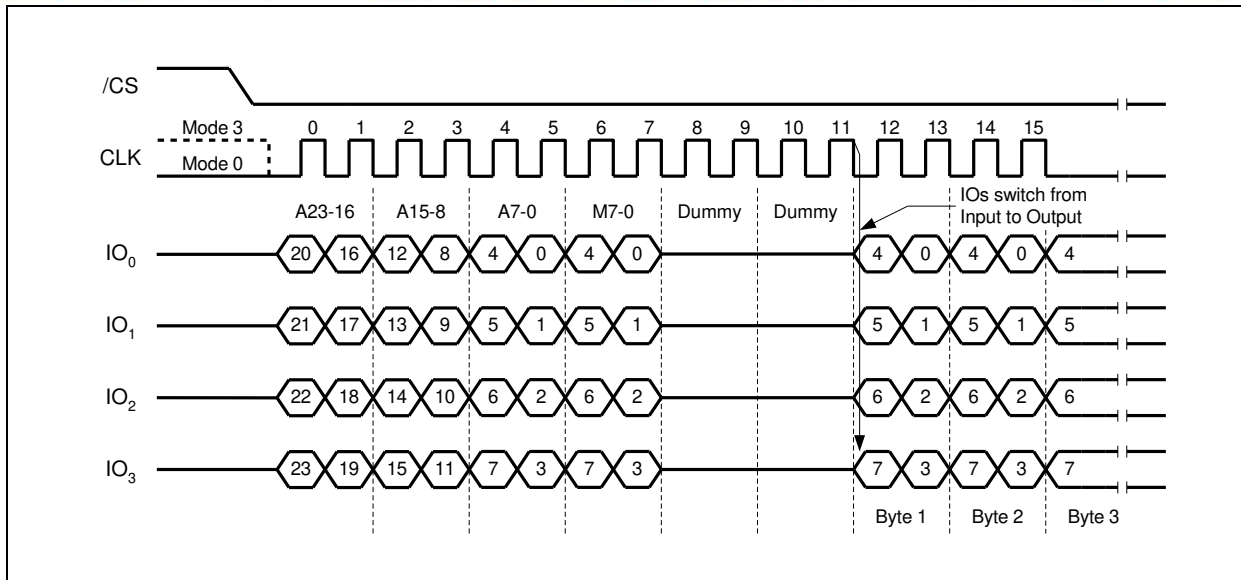 /CS
Mode 3
0 1 2 3 4 5 6 7 8 9 10 11 12 13 14 15
CLK
Mode 0
IOs switch from
Input to Output
A23-16 A15-8 A7-0 M7-0 Dummy Dummy
IO0 20 16 12 8 4 0 4 0 4 0 4 0 4
IO1 21 17 13 9 5 1 5 1 5 1 5 1 5
IO2 22 18 14 10 6 2 6 2 6 2 6 2 6
IO3 23 19 15 11 7 3 7 3 7 3 7 3 7
Byte 1 Byte 2 Byte 3